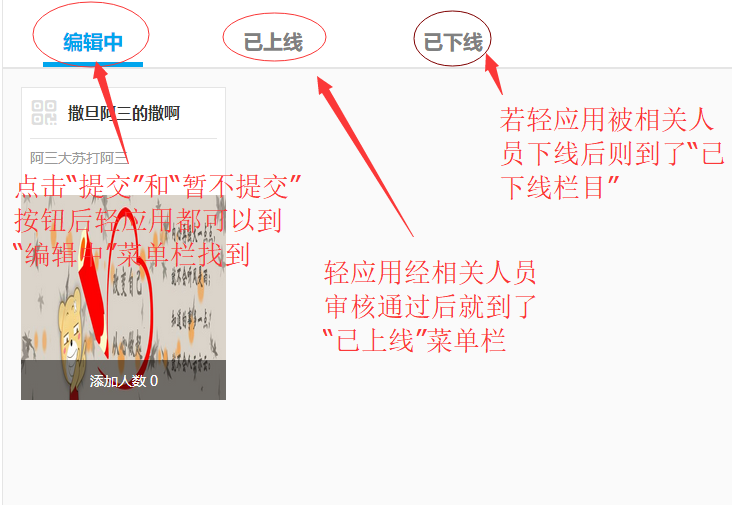 编辑中
已上线
已下线
撒旦阿三的撒啊
阿三大苏打阿三
点击“提交”和“暂不提交”
按钮后轻应用都可以到
“编辑中”菜单栏找到
添加人数 0
轻应用经相关人员
审核通过后就到了
“已上线”菜单栏
若轻应用被相关人
员下线后则到了“已
下线栏目”